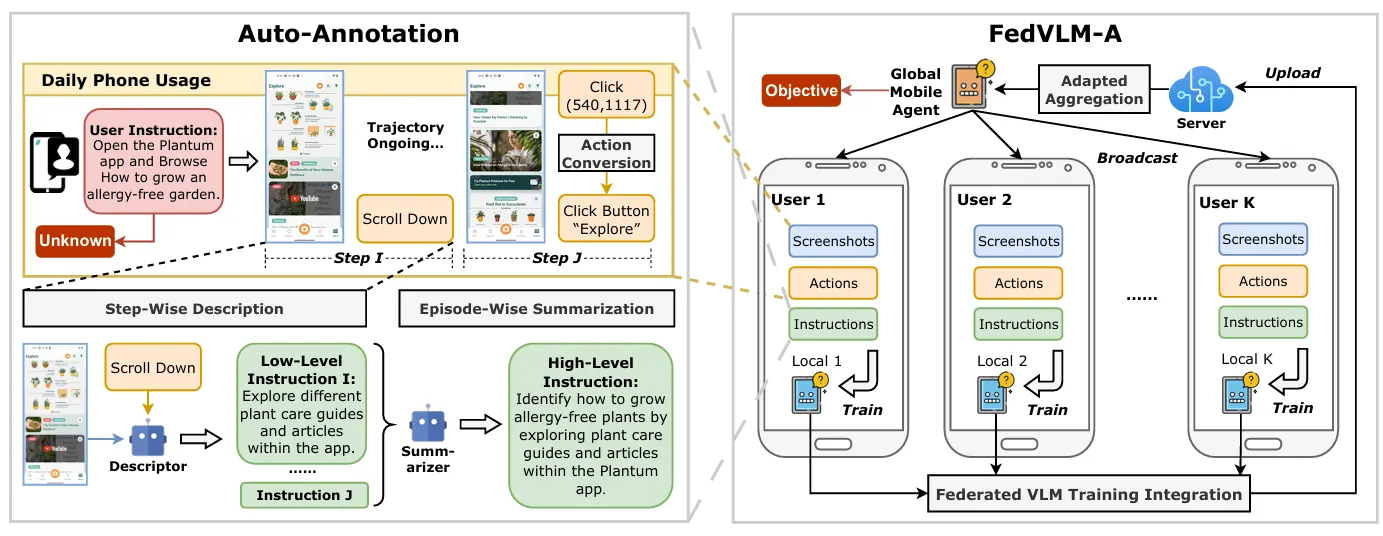 Auto-Annotation
Daily Phone Usage
User Instruction:
Open the Plantum
app and Browse
How to grow an
allergy-free garden.
Unknown
Explore
YouTube
Trajectory
Ongoing...
Scroll Down
Step I
Explore
Click
(540,1117)
Action
Conversion
Click Button
“Explore”
Step J
Step-Wise Description
Episode-Wise Summarization
Explore
YouTube
Scroll Down
Descriptor
Low-Level
Instruction I:
Explore different
plant care guides
and articles
within the app.
......
Instruction J
Summ-
arizer
High-Level
Instruction:
Identify how to grow
allergy-free plants by
exploring plant care
guides and articles
within the Plantum
app.
FedVLM-A
Objective
Global
Mobile
Agent
Adapted
Aggregation
Server
Upload
Broadcast
User 1
Screenshots
Actions
Instructions
Local 1
Train
User 2
Screenshots
Actions
Instructions
Local 2
Train
......
User K
Screenshots
Actions
Instructions
Local K
Train
Federated VLM Training Integration